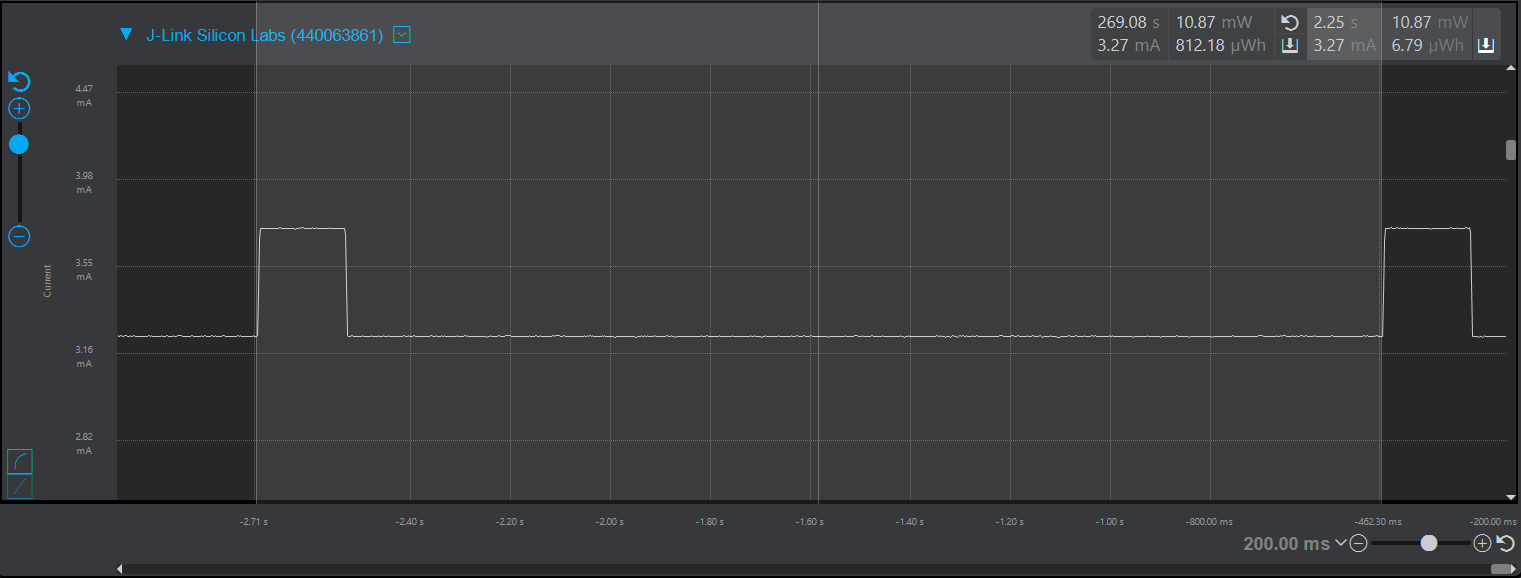 J-Link Silicon Labs (440063861)
269.08 s 10.87 mW 2.25 s 10.87 mW
3.27 mA 812.18 µWh 3.27 mA 6.79 µWh
4.47
mA
3.98
mA
3.55
mA
3.16
mA
2.82
mA
Current
-2.71 s -2.40 s -2.20 s -2.00 s -1.80 s -1.60 s -1.40 s -1.20 s -1.00 s -800.00 ms -462.30 ms -200.00 ms
200.00 ms